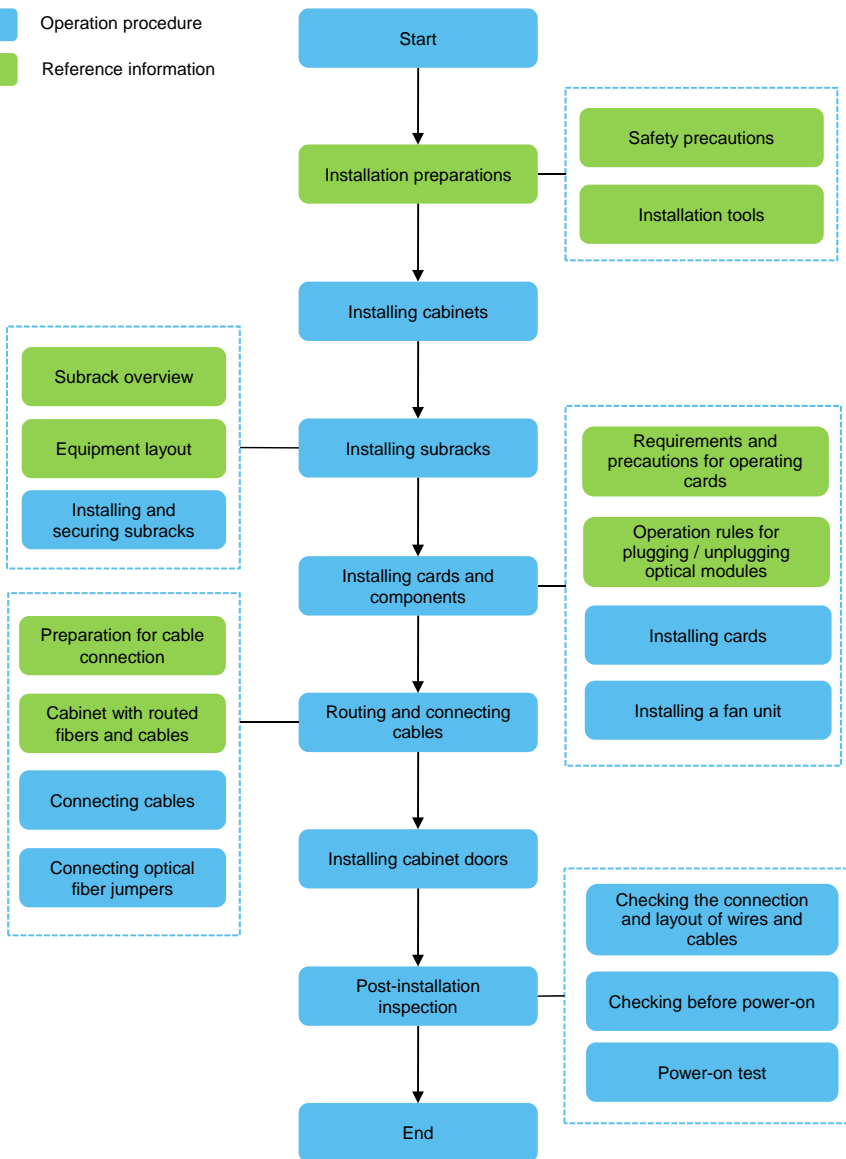 Operation procedure
Reference information
Start
Installation preparations
Safety precautions
Installation tools
Installing cabinets
Subrack overview
Equipment layout
Installing and
securing subracks
Installing subracks
Requirements and
precautions for operating
cards
Operation rules for
plugging / unplugging
optical modules
Installing cards
Installing a fan unit
Installing cards and
components
Preparation for cable
connection
Cabinet with routed
fibers and cables
Connecting cables
Connecting optical
fiber jumpers
Routing and connecting
cables
Installing cabinet doors
Checking the connection
and layout of wires and
cables
Checking before power-on
Power-on test
Post-installation
inspection
End